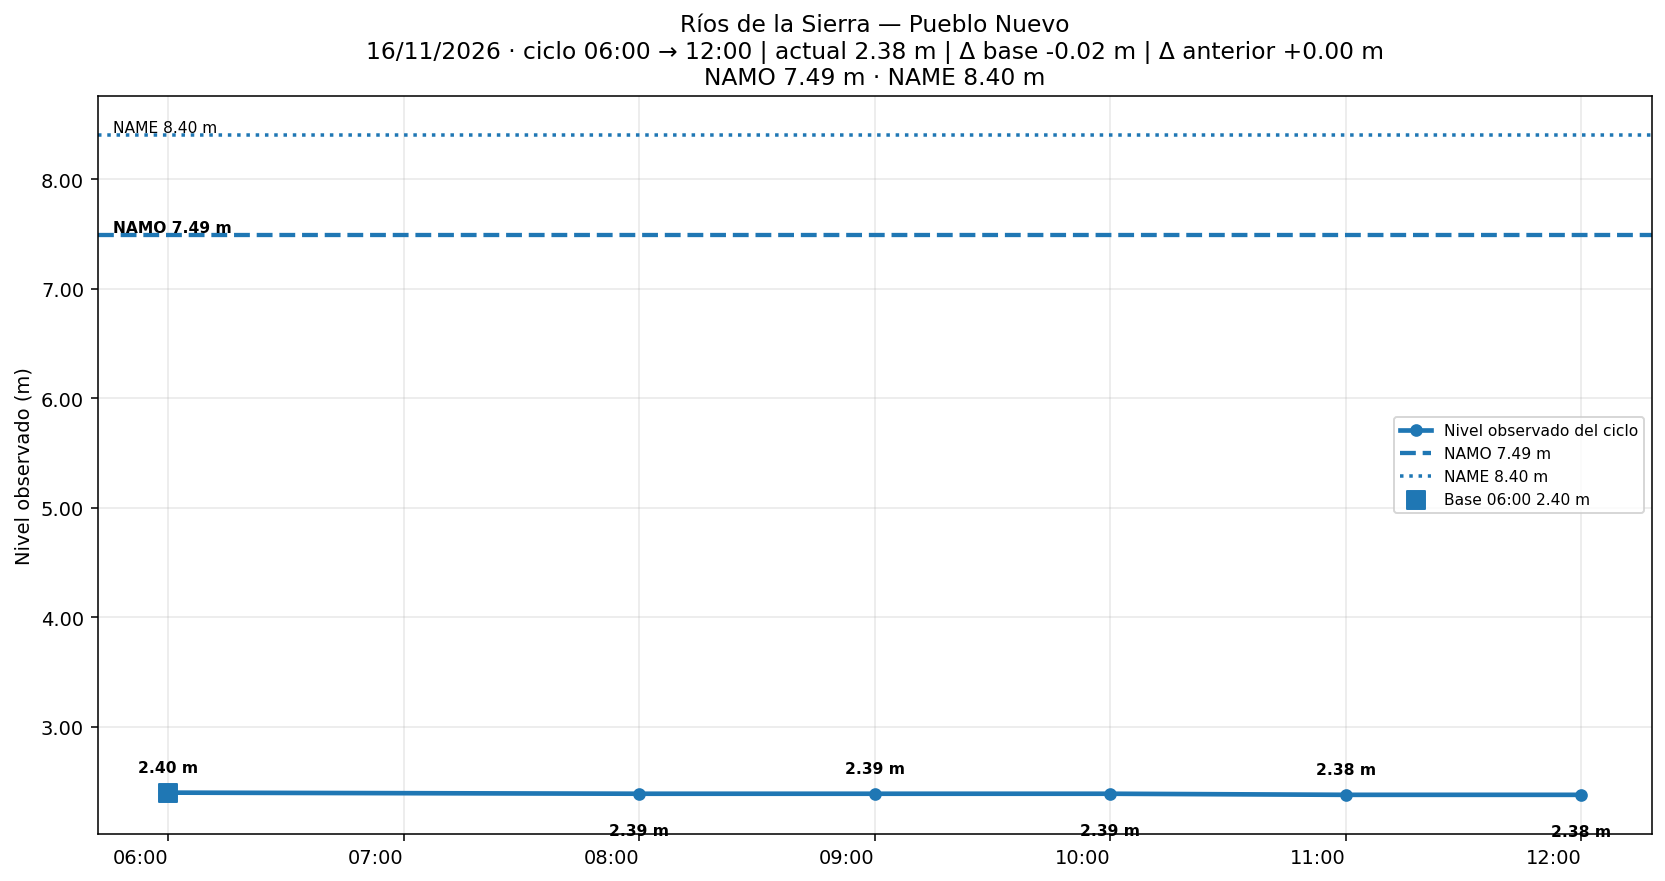 Ríos de la Sierra — Pueblo Nuevo
16/11/2026 · ciclo 06:00 → 12:00 | actual 2.38 m | Δ base -0.02 m | Δ anterior +0.00 m
NAMO 7.49 m · NAME 8.40 m
NAME 8.40 m
8.00
NAMO 7.49 m
7.00
6.00
Nivel observado (m)
Nivel observado del ciclo
NAMO 7.49 m
NAME 8.40 m
Base 06:00 2.40 m
5.00
4.00
3.00
2.40 m
2.39 m
2.38 m
2.39 m
2.39 m
2.38 m
06:00
07:00
08:00
09:00
10:00
11:00
12:00